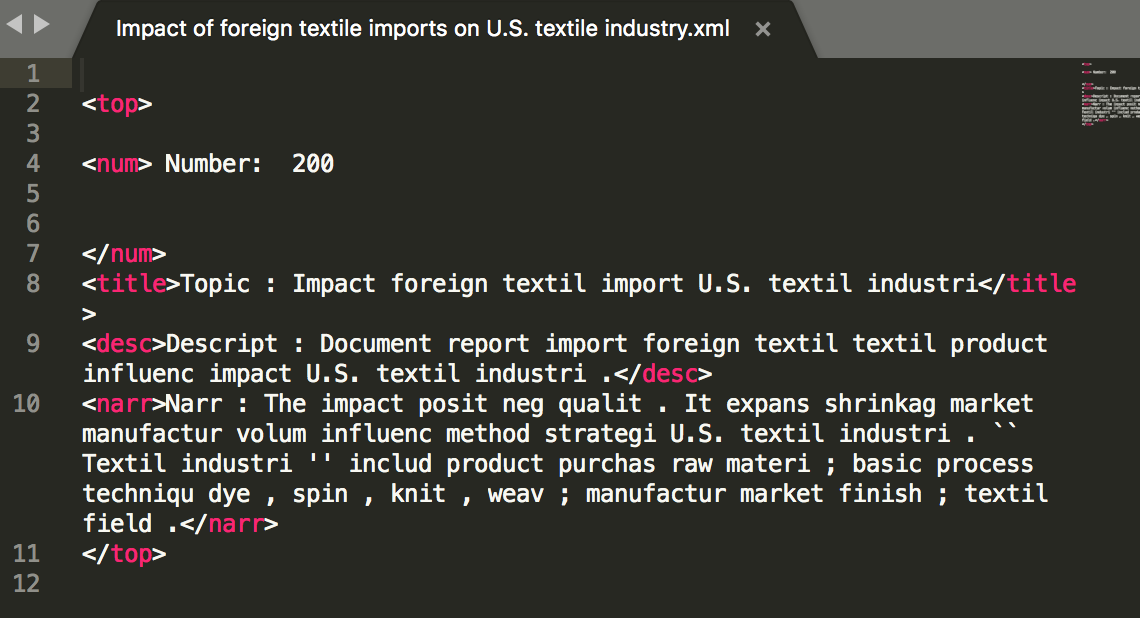 Impact of foreign textile imports on U.S. textile industry.xml ×
1
2 <top>
3
4 <num> Number:  200
5
6
7 </num>
8 <title>Topic : Impact foreign textil import U.S. textil industri</title
>
9 <desc>Descript : Document report import foreign textil textil product
influenc impact U.S. textil industri .</desc>
10 <narr>Narr : The impact posit neg qualit . It expans shrinkag market
manufactur volum influenc method strategi U.S. textil industri . ``
Textil industri '' includ product purchas raw materi ; basic process
techniqu dye , spin , knit , weav ; manufactur market finish ; textil
field .</narr>
11 </top>
12